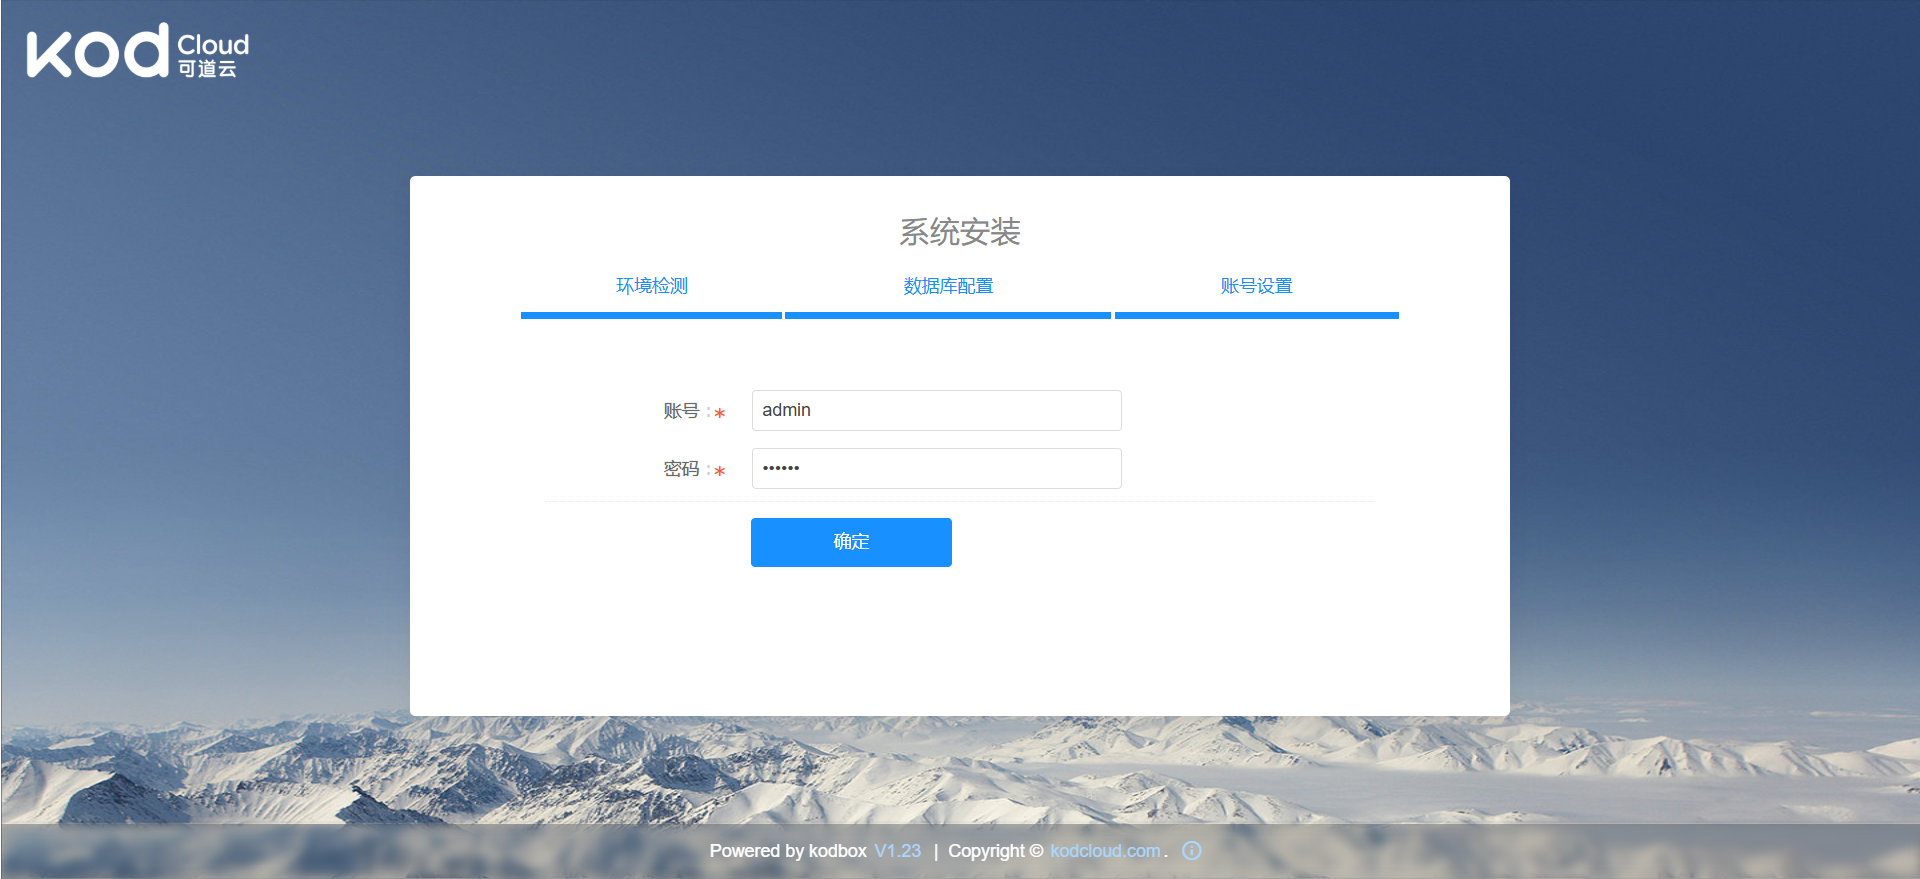 kod Cloud
可道云
系统安装
环境检测 数据库配置 账号设置
账号 :* admin
密码 :* ••••••
确定
Powered by kodbox V1.23 | Copyright © kodcloud.com.